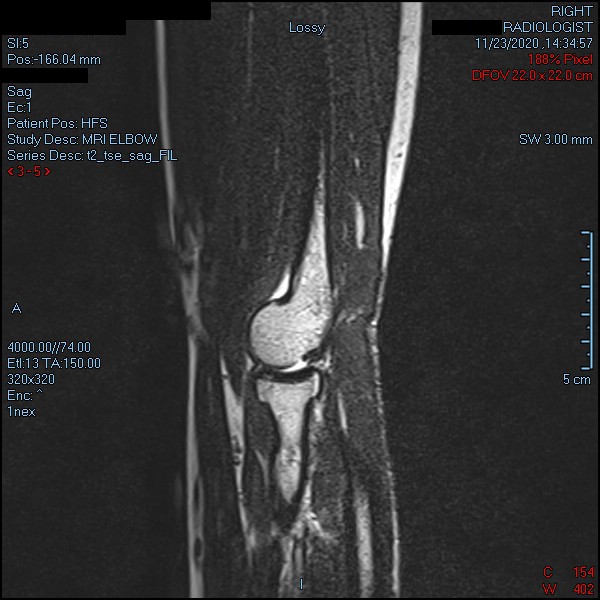 Lossy
RIGHT
RADIOLOGIST
11/23/2020 ,14:34:57
188% Pixel
DFOV 22.0 x 22.0 cm
SI:5
Pos:-166.04 mm
Sag
Ec:1
Patient Pos: HFS
Study Desc: MRI ELBOW
Series Desc: t2_tse_sag_FIL
< 3 - 5 >
SW 3.00 mm
A
4000.00//74.00
Etl:13 TA:150.00
320x320
Enc: ^
1nex
5 cm
I
C 154
W 402